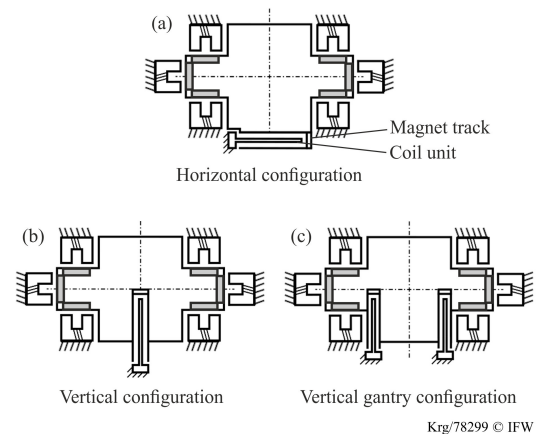 (a)
Magnet track
Coil unit
Horizontal configuration
(b)
(c)
Vertical configuration
Vertical gantry configuration
Krg/78299 © IFW